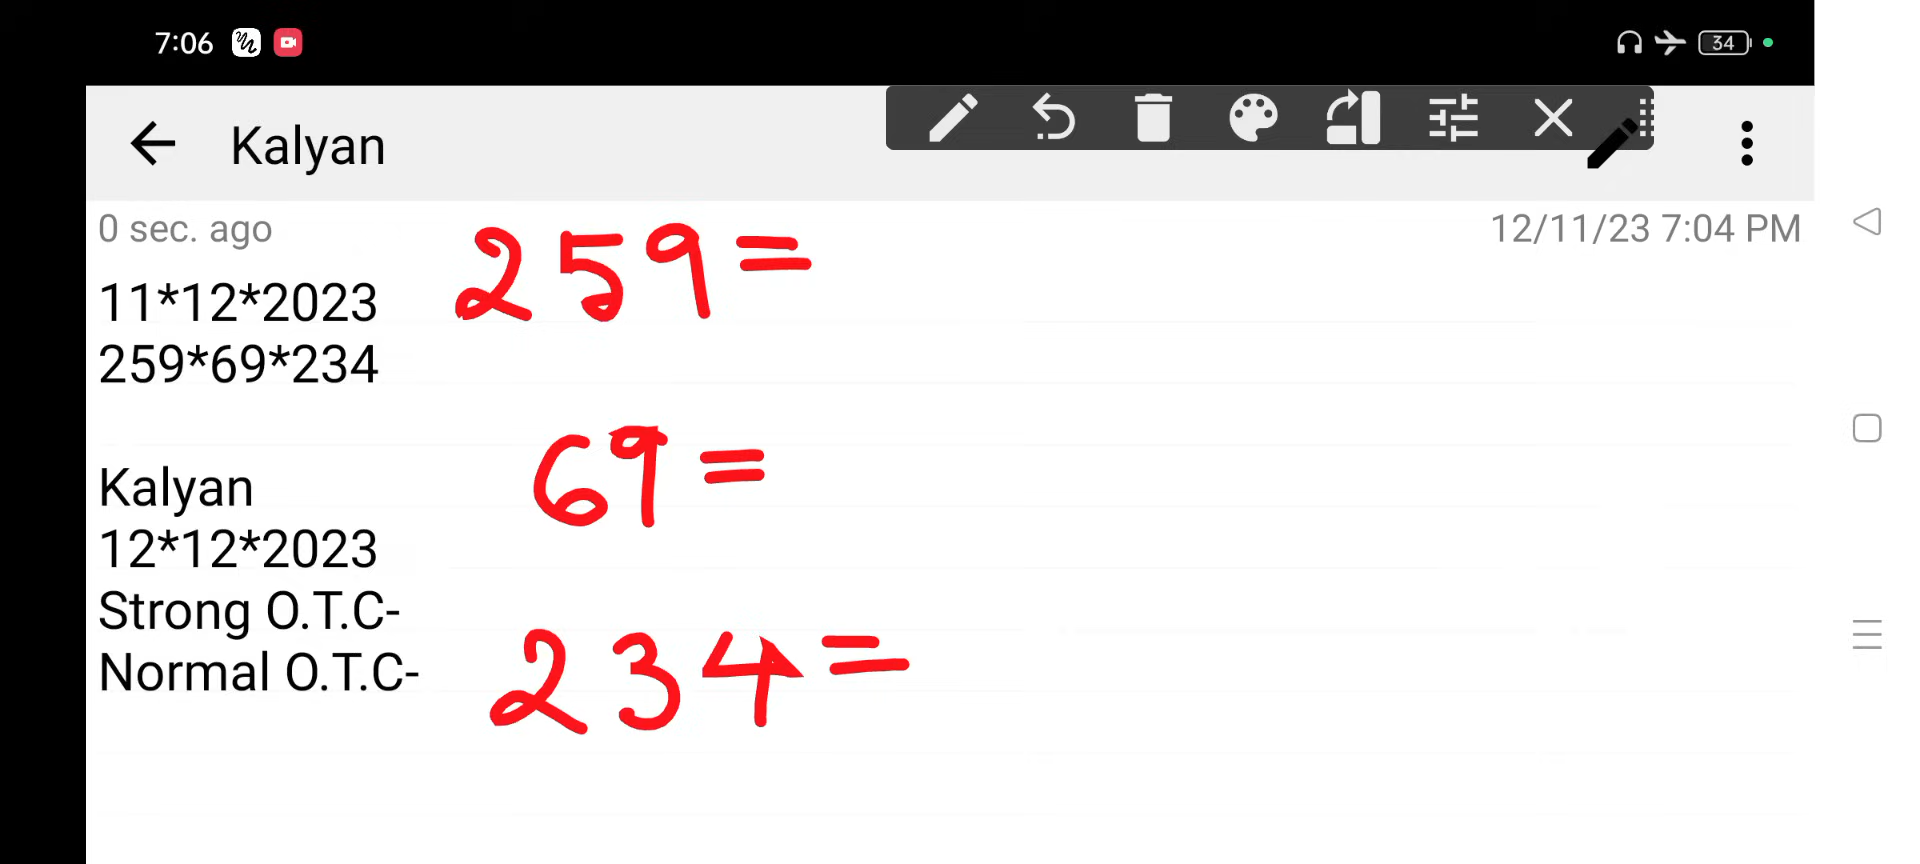 7:06
34
Kalyan
0 sec. ago
12/11/23 7:04 PM
11*12*2023
259=
259*69*234
69=
Kalyan
12*12*2023
Strong O.T.C-
234=
Normal O.T.C-